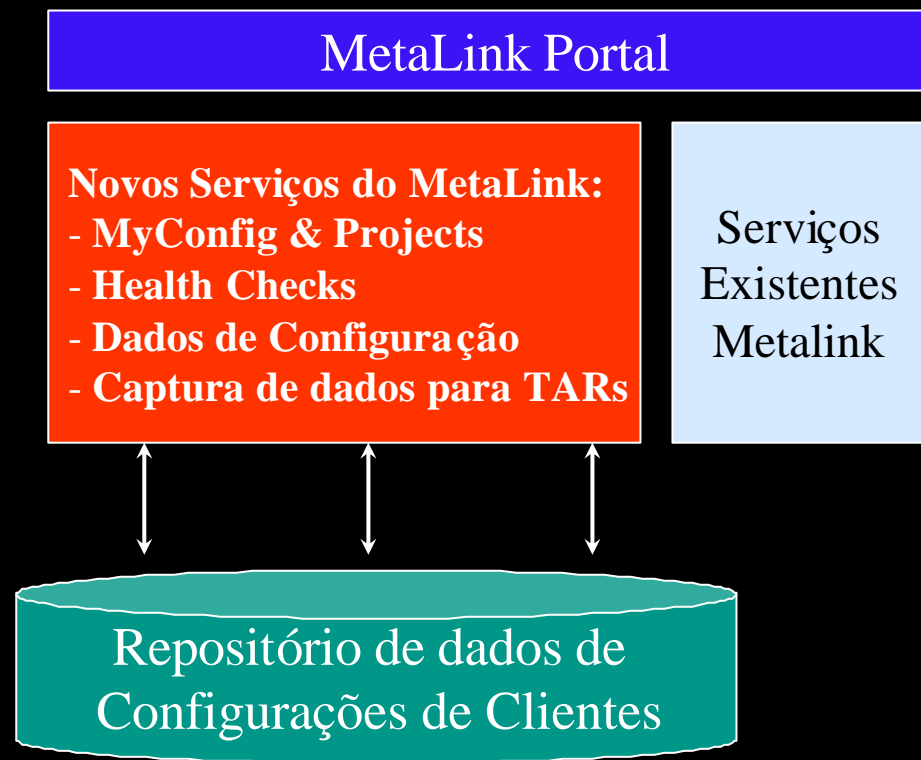 MetaLink Portal
Novos Serviços do MetaLink:
- MyConfig & Projects
- Health Checks
- Dados de Configuração
- Captura de dados para TARs
Serviços
Existentes
Metalink
Repositório de dados de
Configurações de Clientes